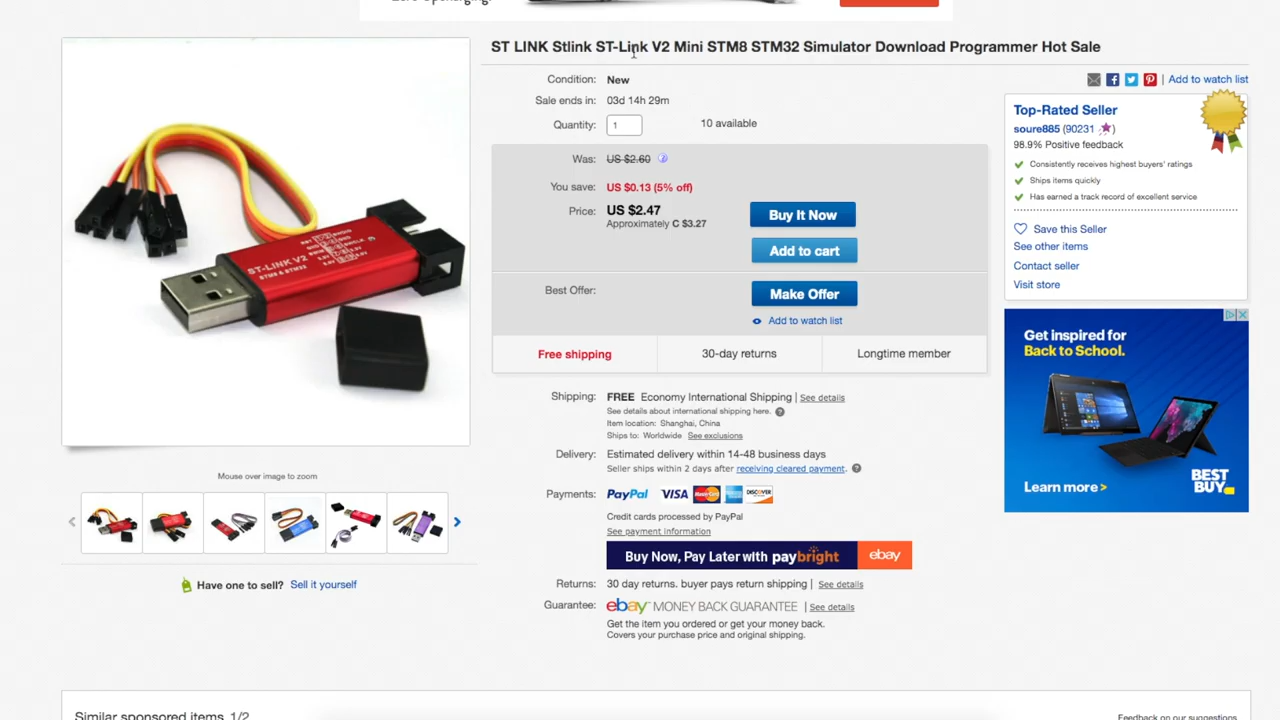 ST LINK Stlink ST-Link V2 Mini STM8 STM32 Simulator Download Programmer Hot Sale
Condition: New
Sale ends in: 03d 14h 29m
Quantity: 1 10 available
Was: US $2.60
You save: US $0.13 (5% off)
Price: US $2.47
Approximately C $3.27
Buy It Now
Add to cart
Best Offer:
Make Offer
Add to watch list
Free shipping
30-day returns
Longtime member
Shipping: FREE Economy International Shipping | See details
See details about international shipping here.
Item location: Shanghai, China
Ships to: Worldwide See exclusions
Delivery: Estimated delivery within 14-48 business days
Seller ships within 2 days after receiving cleared payment.
Payments: PayPal VISA MasterCard DISCOVER
Credit cards processed by PayPal
See payment information
Buy Now, Pay Later with paybright ebay
Returns: 30 day returns. buyer pays return shipping | See details
Guarantee: ebay MONEY BACK GUARANTEE | See details
Get the item you ordered or get your money back.
Covers your purchase price and original shipping.
| Add to watch list
Top-Rated Seller
soure885 (90231)
98.9% Positive feedback
Consistently receives highest buyers' ratings
Ships items quickly
Has earned a track record of excellent service
Save this Seller
See other items
Contact seller
Visit store
Get inspired for
Back to School.
Learn more >
BEST
BUY
ST-LINK V2
STM8 & STM32
Mouse over image to zoom
Have one to sell? Sell it yourself
Similar sponsored items 1/2
Feedback on our suggestions